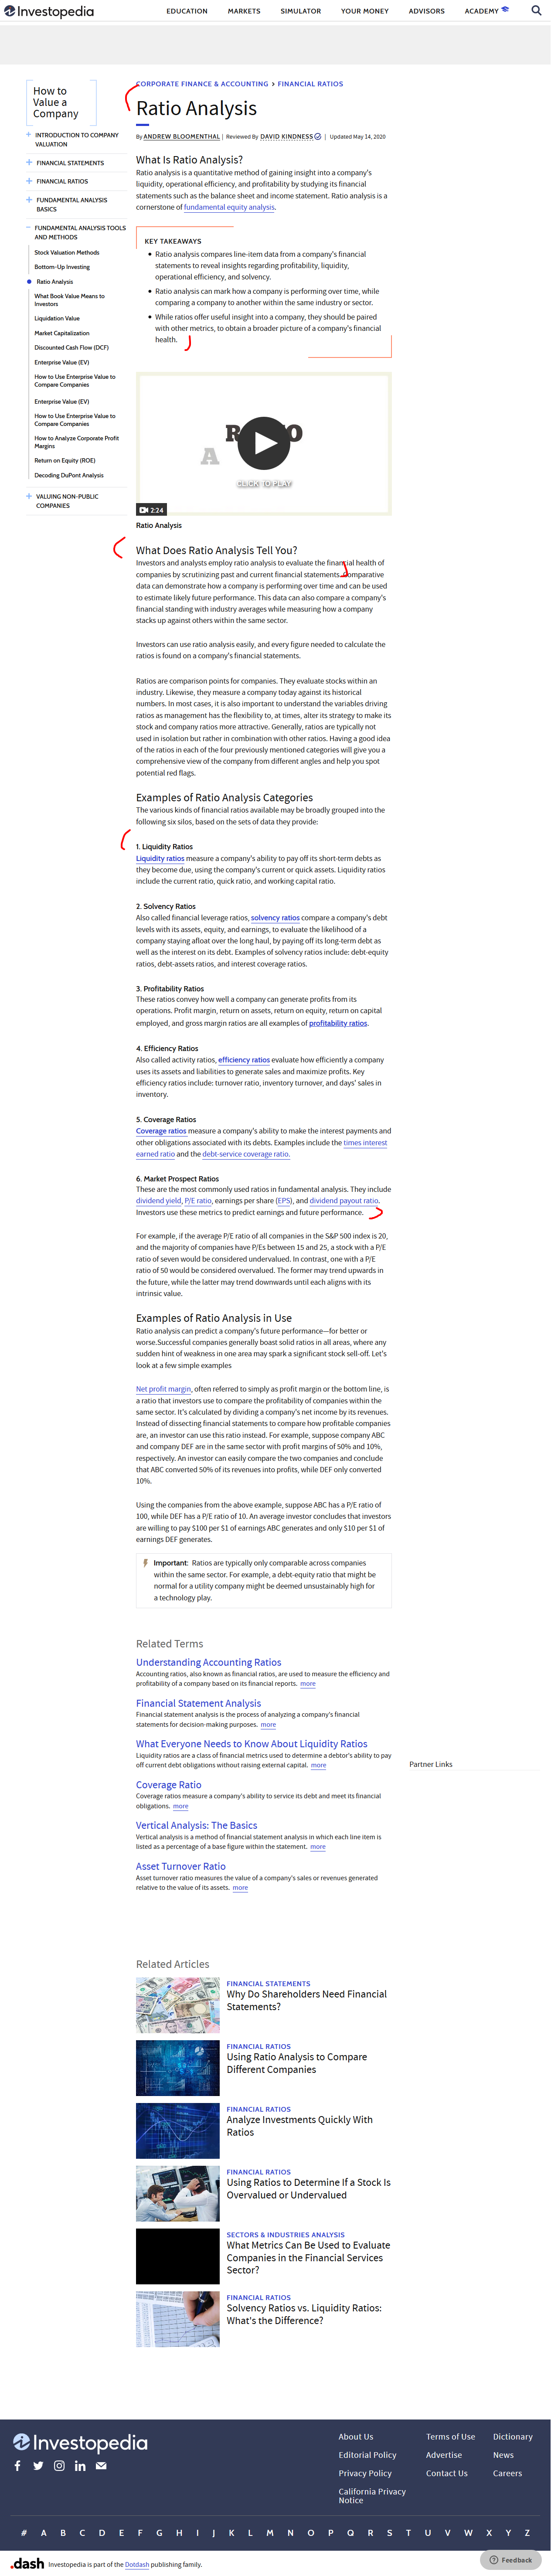 Investopedia
EDUCATION MARKETS SIMULATOR YOUR MONEY ADVISORS ACADEMY
How to
Value a
Company
INTRODUCTION TO COMPANY
VALUATION
FINANCIAL STATEMENTS
FINANCIAL RATIOS
FUNDAMENTAL ANALYSIS
BASICS
FUNDAMENTAL ANALYSIS TOOLS
AND METHODS
Stock Valuation Methods
Bottom-Up Investing
Ratio Analysis
What Book Value Means to
Investors
Liquidation Value
Market Capitalization
Discounted Cash Flow (DCF)
Enterprise Value (EV)
How to Use Enterprise Value to
Compare Companies
Enterprise Value (EV)
How to Use Enterprise Value to
Compare Companies
How to Analyze Corporate Profit
Margins
Return on Equity (ROE)
Decoding DuPont Analysis
VALUING NON-PUBLIC
COMPANIES
CORPORATE FINANCE & ACCOUNTING > FINANCIAL RATIOS
Ratio Analysis
By ANDREW BLOOMENTHAL | Reviewed By DAVID KINDNESS | Updated May 14, 2020
What Is Ratio Analysis?
Ratio analysis is a quantitative method of gaining insight into a company's
liquidity, operational efficiency, and profitability by studying its financial
statements such as the balance sheet and income statement. Ratio analysis is a
cornerstone of fundamental equity analysis.
KEY TAKEAWAYS
• Ratio analysis compares line-item data from a company's financial
statements to reveal insights regarding profitability, liquidity,
operational efficiency, and solvency.
• Ratio analysis can mark how a company is performing over time, while
comparing a company to another within the same industry or sector.
• While ratios offer useful insight into a company, they should be paired
with other metrics, to obtain a broader picture of a company's financial
health.
CLICK TO PLAY
2:24
Ratio Analysis
What Does Ratio Analysis Tell You?
Investors and analysts employ ratio analysis to evaluate the financial health of
companies by scrutinizing past and current financial statements. Comparative
data can demonstrate how a company is performing over time and can be used
to estimate likely future performance. This data can also compare a company's
financial standing with industry averages while measuring how a company
stacks up against others within the same sector.
Investors can use ratio analysis easily, and every figure needed to calculate the
ratios is found on a company's financial statements.
Ratios are comparison points for companies. They evaluate stocks within an
industry. Likewise, they measure a company today against its historical
numbers. In most cases, it is also important to understand the variables driving
ratios as management has the flexibility to, at times, alter its strategy to make its
stock and company ratios more attractive. Generally, ratios are typically not
used in isolation but rather in combination with other ratios. Having a good idea
of the ratios in each of the four previously mentioned categories will give you a
comprehensive view of the company from different angles and help you spot
potential red flags.
Examples of Ratio Analysis Categories
The various kinds of financial ratios available may be broadly grouped into the
following six silos, based on the sets of data they provide:
1. Liquidity Ratios
Liquidity ratios measure a company's ability to pay off its short-term debts as
they become due, using the company's current or quick assets. Liquidity ratios
include the current ratio, quick ratio, and working capital ratio.
2. Solvency Ratios
Also called financial leverage ratios, solvency ratios compare a company's debt
levels with its assets, equity, and earnings, to evaluate the likelihood of a
company staying afloat over the long haul, by paying off its long-term debt as
well as the interest on its debt. Examples of solvency ratios include: debt-equity
ratios, debt-assets ratios, and interest coverage ratios.
3. Profitability Ratios
These ratios convey how well a company can generate profits from its
operations. Profit margin, return on assets, return on equity, return on capital
employed, and gross margin ratios are all examples of profitability ratios.
4. Efficiency Ratios
Also called activity ratios, efficiency ratios evaluate how efficiently a company
uses its assets and liabilities to generate sales and maximize profits. Key
efficiency ratios include: turnover ratio, inventory turnover, and days' sales in
inventory.
5. Coverage Ratios
Coverage ratios measure a company's ability to make the interest payments and
other obligations associated with its debts. Examples include the times interest
earned ratio and the debt-service coverage ratio.
6. Market Prospect Ratios
These are the most commonly used ratios in fundamental analysis. They include
dividend yield, P/E ratio, earnings per share (EPS), and dividend payout ratio.
Investors use these metrics to predict earnings and future performance.
For example, if the average P/E ratio of all companies in the S&P 500 index is 20,
and the majority of companies have P/Es between 15 and 25, a stock with a P/E
ratio of seven would be considered undervalued. In contrast, one with a P/E
ratio of 50 would be considered overvalued. The former may trend upwards in
the future, while the latter may trend downwards until each aligns with its
intrinsic value.
Examples of Ratio Analysis in Use
Ratio analysis can predict a company's future performance—for better or
worse.Successful companies generally boast solid ratios in all areas, where any
sudden hint of weakness in one area may spark a significant stock sell-off. Let's
look at a few simple examples
Net profit margin, often referred to simply as profit margin or the bottom line, is
a ratio that investors use to compare the profitability of companies within the
same sector. It's calculated by dividing a company's net income by its revenues.
Instead of dissecting financial statements to compare how profitable companies
are, an investor can use this ratio instead. For example, suppose company ABC
and company DEF are in the same sector with profit margins of 50% and 10%,
respectively. An investor can easily compare the two companies and conclude
that ABC converted 50% of its revenues into profits, while DEF only converted
10%.
Using the companies from the above example, suppose ABC has a P/E ratio of
100, while DEF has a P/E ratio of 10. An average investor concludes that investors
are willing to pay $100 per $1 of earnings ABC generates and only $10 per $1 of
earnings DEF generates.
Important: Ratios are typically only comparable across companies
within the same sector. For example, a debt-equity ratio that might be
normal for a utility company might be deemed unsustainably high for
a technology play.
Related Terms
Understanding Accounting Ratios
Accounting ratios, also known as financial ratios, are used to measure the efficiency and
profitability of a company based on its financial reports. more
Financial Statement Analysis
Financial statement analysis is the process of analyzing a company's financial
statements for decision-making purposes. more
What Everyone Needs to Know About Liquidity Ratios
Liquidity ratios are a class of financial metrics used to determine a debtor's ability to pay
off current debt obligations without raising external capital. more
Coverage Ratio
Coverage ratios measure a company's ability to service its debt and meet its financial
obligations. more
Vertical Analysis: The Basics
Vertical analysis is a method of financial statement analysis in which each line item is
listed as a percentage of a base figure within the statement. more
Asset Turnover Ratio
Asset turnover ratio measures the value of a company's sales or revenues generated
relative to the value of its assets. more
Partner Links
Related Articles
FINANCIAL STATEMENTS
Why Do Shareholders Need Financial
Statements?
FINANCIAL RATIOS
Using Ratio Analysis to Compare
Different Companies
FINANCIAL RATIOS
Analyze Investments Quickly With
Ratios
FINANCIAL RATIOS
Using Ratios to Determine If a Stock Is
Overvalued or Undervalued
SECTORS & INDUSTRIES ANALYSIS
What Metrics Can Be Used to Evaluate
Companies in the Financial Services
Sector?
FINANCIAL RATIOS
Solvency Ratios vs. Liquidity Ratios:
What's the Difference?
Investopedia
About Us Terms of Use Dictionary
Editorial Policy Advertise News
Privacy Policy Contact Us Careers
California Privacy
Notice
# A B C D E F G H I J K L M N O P Q R S T U V W X Y Z
.dash Investopedia is part of the Dotdash publishing family.
Feedback